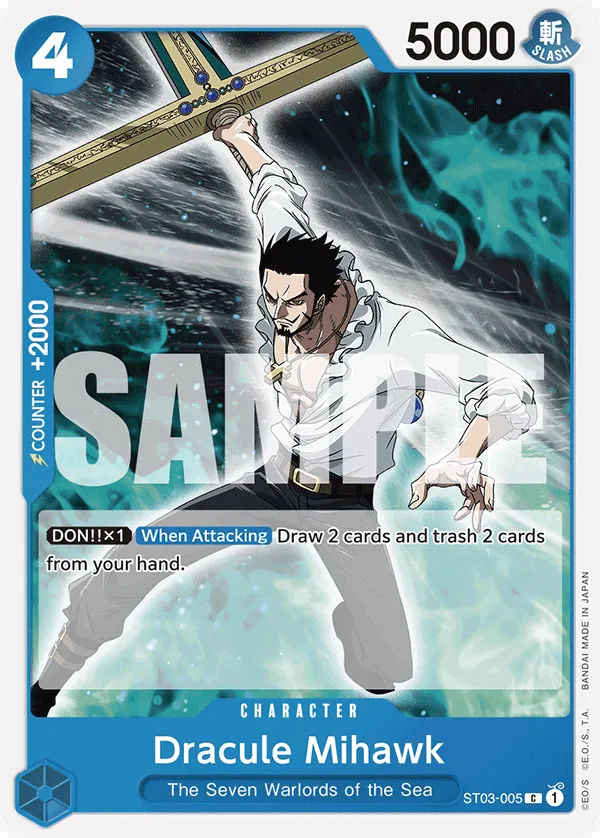 4
5000
斬
SLASH
COUNTER +2000
SAMPLE
DON!!×1 When Attacking Draw 2 cards and trash 2 cards
from your hand.
CHARACTER
Dracule Mihawk
The Seven Warlords of the Sea
ST03-005 C 1
©EO/S ©E.O./S., T.A. BANDAI MADE IN JAPAN